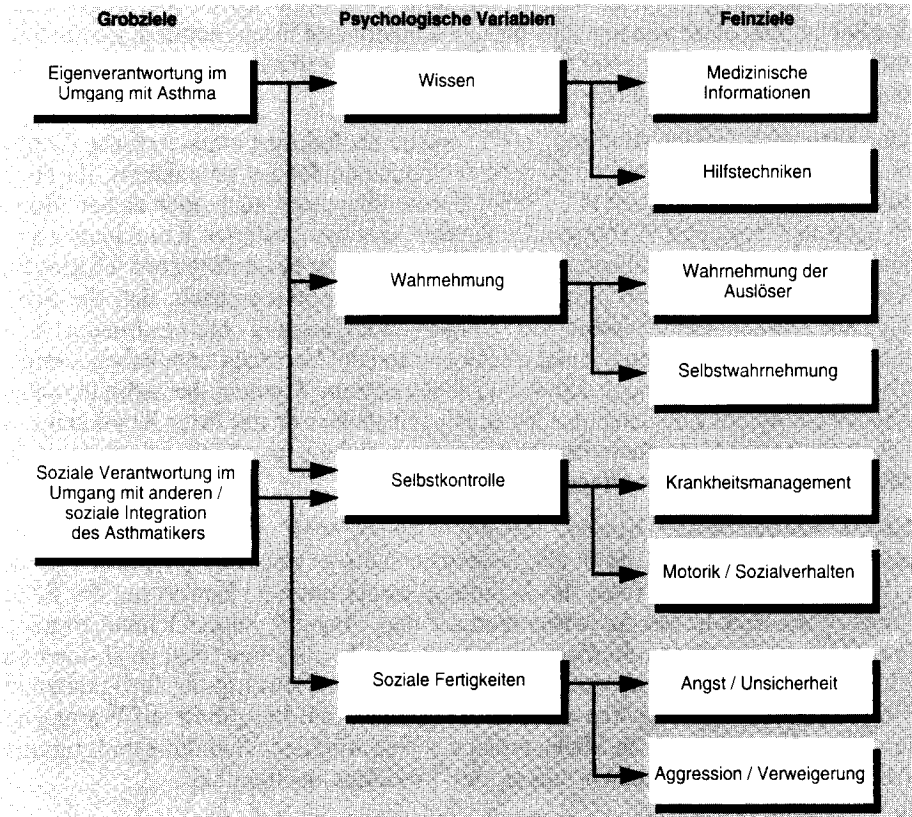 Grobziele
Psychologische Variablen
Feinziele
Eigenverantwortung im
Umgang mit Asthma
Wissen
Medizinische
Informationen
Hilfstechniken
Wahrnehmung
Wahrnehmung der
Auslöser
Selbstwahrnehmung
Soziale Verantwortung im
Umgang mit anderen /
soziale Integration
des Asthmatikers
Selbstkontrolle
Krankheitsmanagement
Motorik / Sozialverhalten
Soziale Fertigkeiten
Angst / Unsicherheit
Aggression / Verweigerung